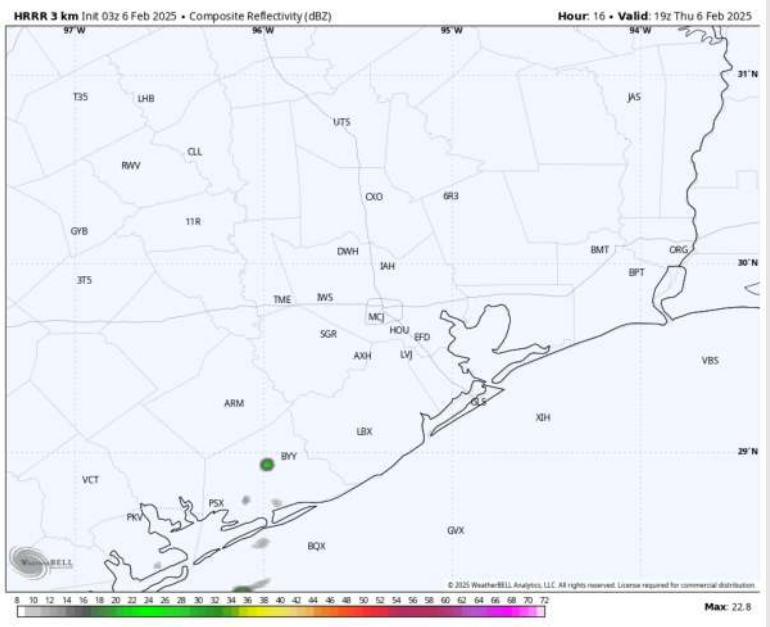 HRRR 3 km Init 03z 6 Feb 2025 • Composite Reflectivity (dBZ) Hour: 16 • Valid: 19z Thu 6 Feb 2025
97°W 96°W 95°W 94°W
31°N
T35 LHB JAS
UTS
CLL
RWV
CXO 6R3
11R
GYB
DWH BMT ORG
IAH 30°N
3T5 BPT
TME IWS
MCJ
SGR HOU EFD
AXH LVJ
VBS
ARM GLS
XIH
LBX
BYY 29°N
VCT
PSX
PKV
GVX
BQX
WEATHERBELL
© 2025 WeatherBELL Analytics, LLC. All rights reserved. License required for commercial distribution.
8 10 12 14 16 18 20 22 24 26 28 30 32 34 36 38 40 42 44 46 48 50 52 54 56 58 60 62 64 66 68 70 72
Max: 22.8